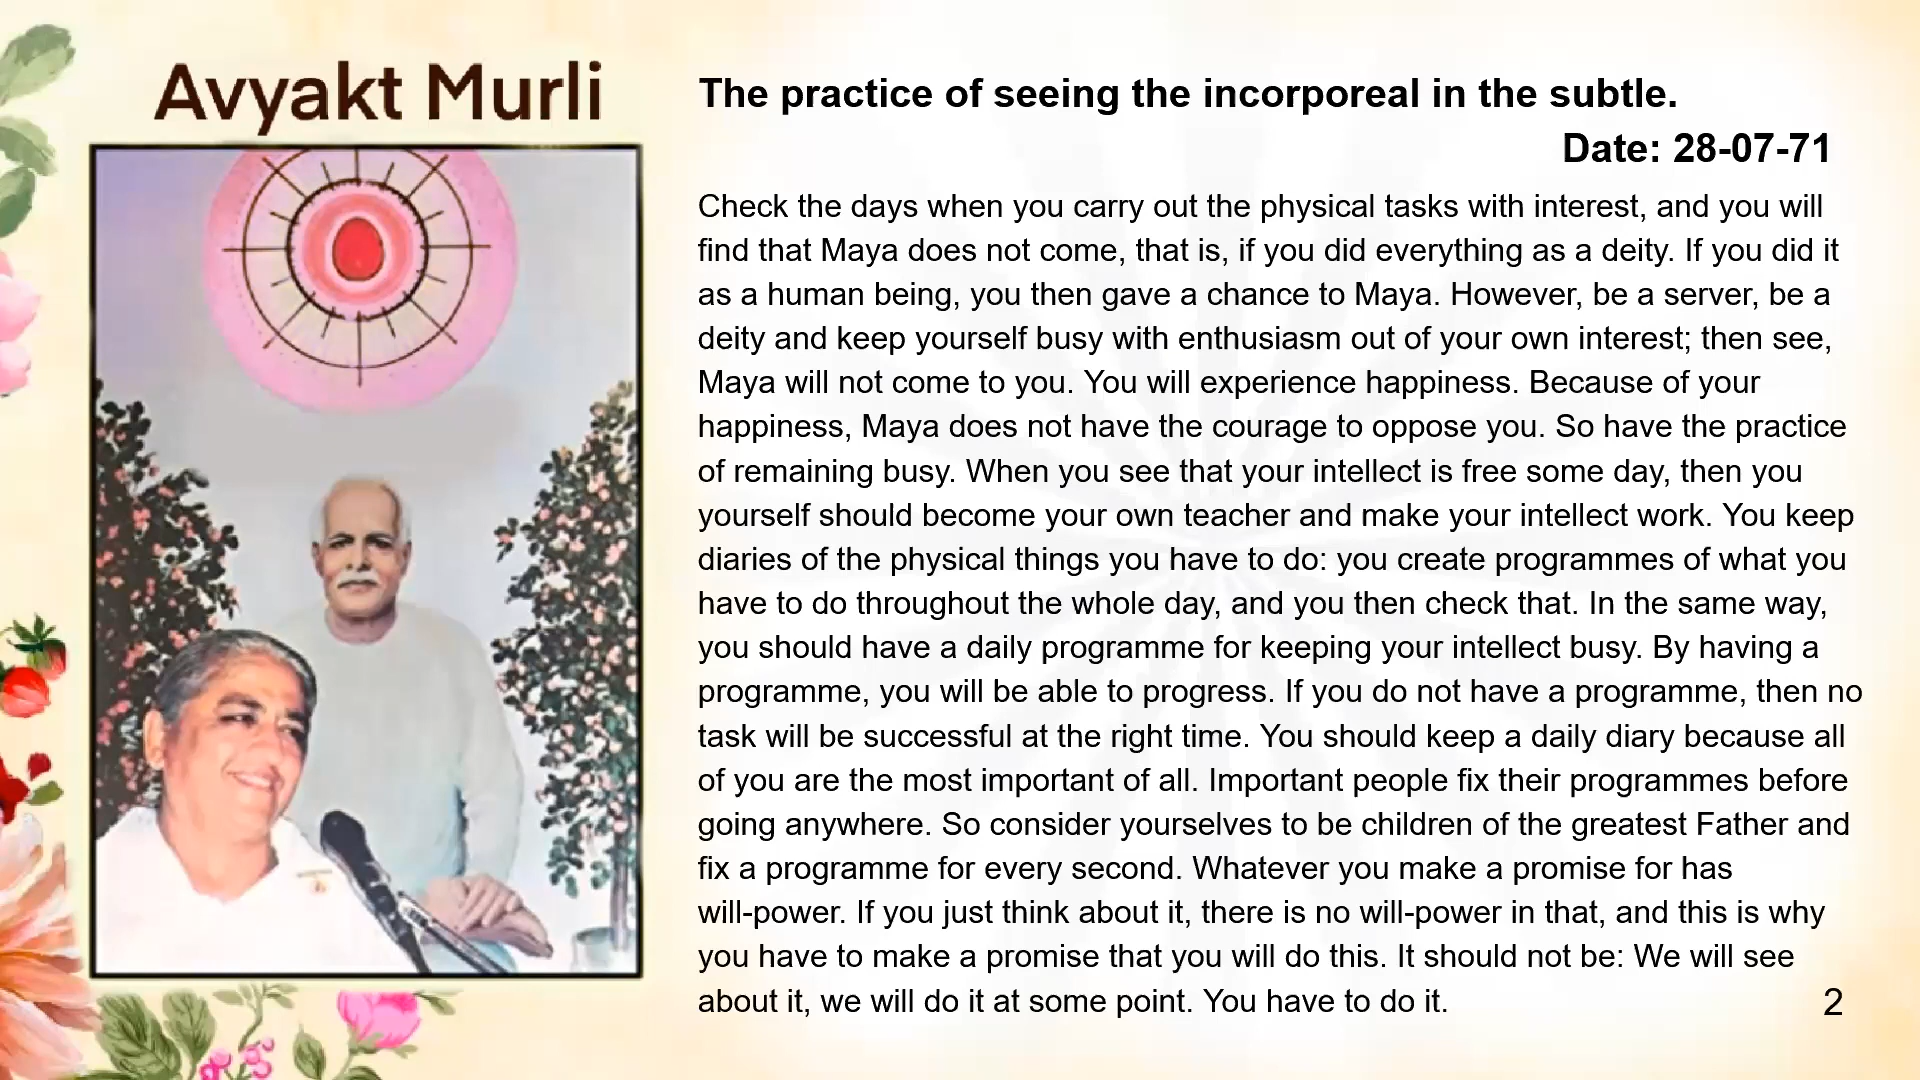 Avyakt Murli
The practice of seeing the incorporeal in the subtle.
Date: 28-07-71
Check the days when you carry out the physical tasks with interest, and you will
find that Maya does not come, that is, if you did everything as a deity. If you did it
as a human being, you then gave a chance to Maya. However, be a server, be a
deity and keep yourself busy with enthusiasm out of your own interest; then see,
Maya will not come to you. You will experience happiness. Because of your
happiness, Maya does not have the courage to oppose you. So have the practice
of remaining busy. When you see that your intellect is free some day, then you
yourself should become your own teacher and make your intellect work. You keep
diaries of the physical things you have to do: you create programmes of what you
have to do throughout the whole day, and you then check that. In the same way,
you should have a daily programme for keeping your intellect busy. By having a
programme, you will be able to progress. If you do not have a programme, then no
task will be successful at the right time. You should keep a daily diary because all
of you are the most important of all. Important people fix their programmes before
going anywhere. So consider yourselves to be children of the greatest Father and
fix a programme for every second. Whatever you make a promise for has
will-power. If you just think about it, there is no will-power in that, and this is why
you have to make a promise that you will do this. It should not be: We will see
about it, we will do it at some point. You have to do it.
2